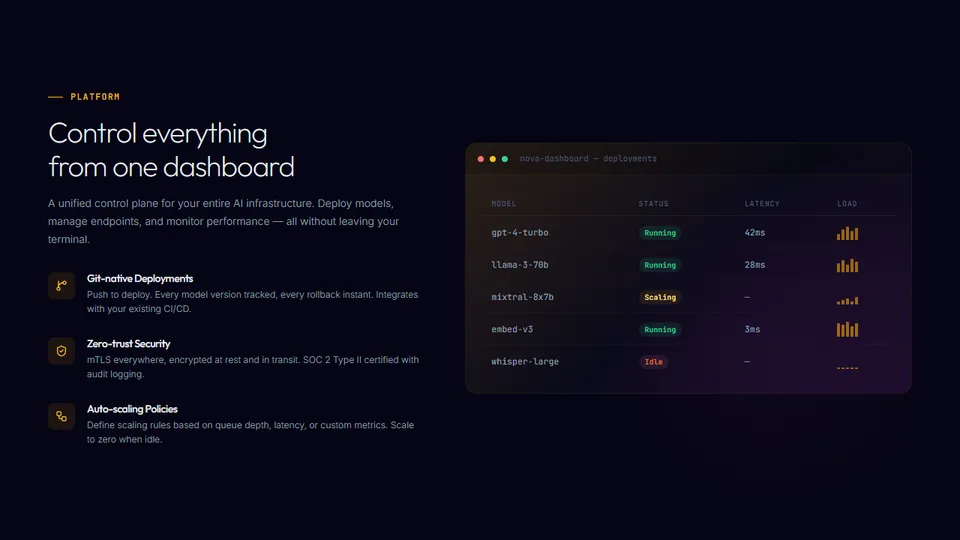 PLATFORM
Control everything
from one dashboard
A unified control plane for your entire AI infrastructure. Deploy models,
manage endpoints, and monitor performance — all without leaving your
terminal.
Git-native Deployments
Push to deploy. Every model version tracked, every rollback instant. Integrates
with your existing CI/CD.
Zero-trust Security
mTLS everywhere, encrypted at rest and in transit. SOC 2 Type II certified with
audit logging.
Auto-scaling Policies
Define scaling rules based on queue depth, latency, or custom metrics. Scale
to zero when idle.
nova-dashboard — deployments
MODEL STATUS LATENCY LOAD
gpt-4-turbo Running 42ms
llama-3-70b Running 28ms
mixtral-8x7b Scaling —
embed-v3 Running 3ms
whisper-large Idle —